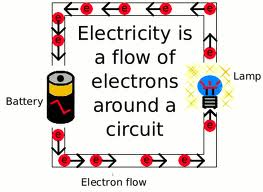 e e e e
e
e
e
Electricity is
a flow of
electrons
around a
circuit
Lamp
Battery
e
e
e e e e
Electron flow